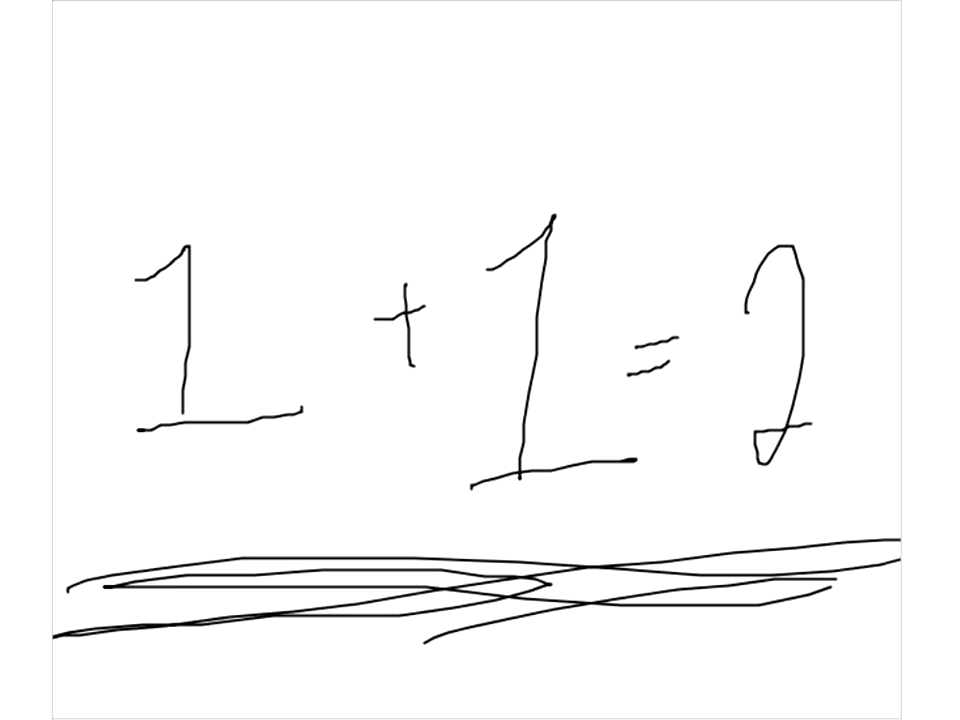 1 + 1 = 2